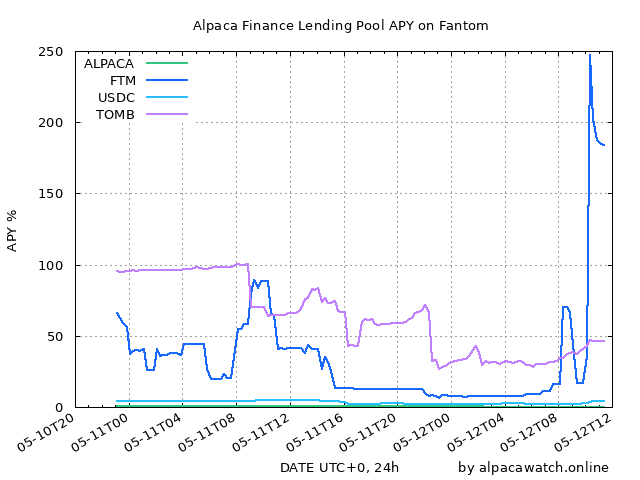 Alpaca Finance Lending Pool APY on Fantom
250
200
150
100
50
0
APY %
ALPACA
FTM
USDC
TOMB
05-10T20
05-11T00
05-11T04
05-11T08
05-11T12
05-11T16
05-11T20
05-12T00
05-12T04
05-12T08
05-12T12
DATE UTC+0, 24h
by alpacawatch.online